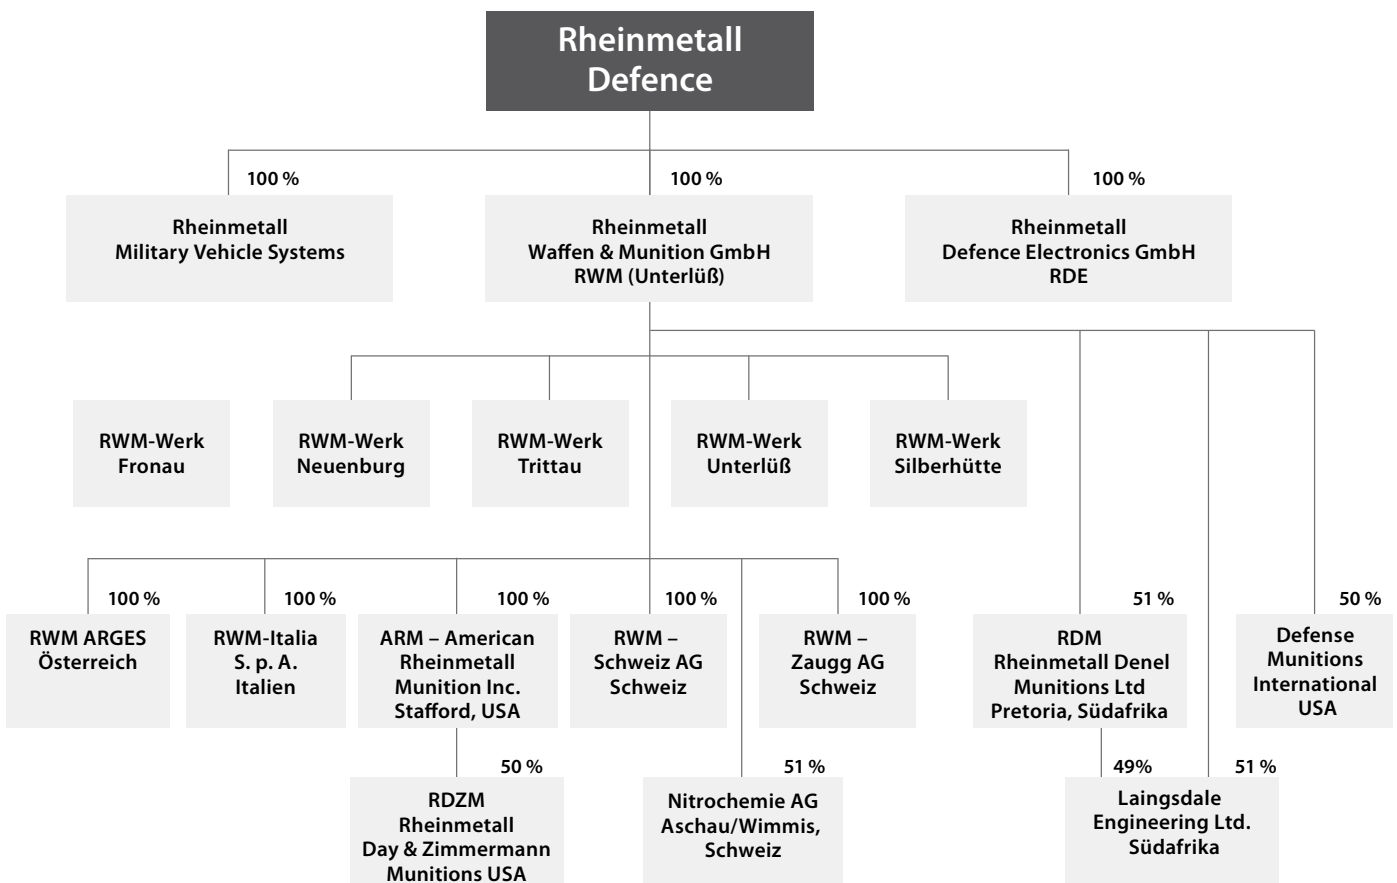 Rheinmetall
Defence
100 %
100 %
100 %
Rheinmetall
Military Vehicle Systems
Rheinmetall
Waffen & Munition GmbH
RWM (Unterlüß)
Rheinmetall
Defence Electronics GmbH
RDE
RWM-Werk
Fronau
RWM-Werk
Neuenburg
RWM-Werk
Trittau
RWM-Werk
Unterlüß
RWM-Werk
Silberhütte
100 %
100 %
100 %
100 %
100 %
51 %
50 %
RWM ARGES
Österreich
RWM-Italia
S. p. A.
Italien
ARM – American
Rheinmetall
Munition Inc.
Stafford, USA
RWM –
Schweiz AG
Schweiz
RWM –
Zaugg AG
Schweiz
RDM
Rheinmetall Denel
Munitions Ltd
Pretoria, Südafrika
Defense
Munitions
International
USA
50 %
51 %
49%
51 %
RDZM
Rheinmetall
Day & Zimmermann
Munitions USA
Nitrochemie AG
Aschau/Wimmis,
Schweiz
Laingsdale
Engineering Ltd.
Südafrika